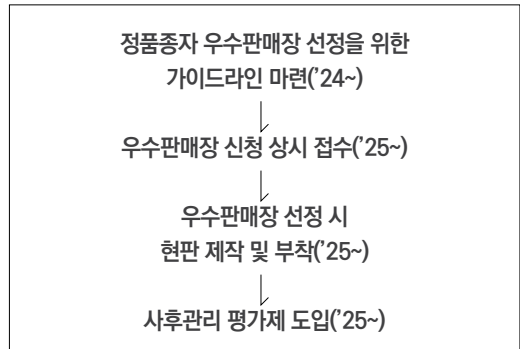 정품종자 우수판매장 선정을 위한
가이드라인 마련(’24~)
우수판매장 신청 상시 접수(’25~)
우수판매장 선정 시
현판 제작 및 부착(’25~)
사후관리 평가제 도입(’25~)